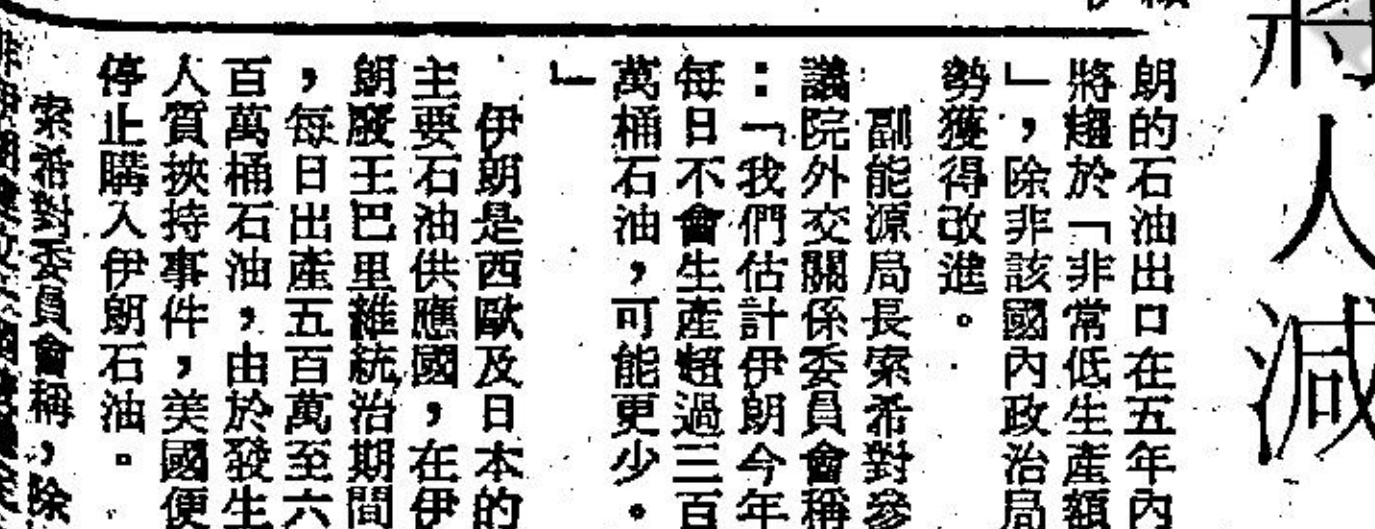 將人減
朗的石油出口在五年內
將趨於「非常低生產額
」,除非該國內政治局
勢獲得改進。
副能源局長索希對參
議院外交關係委員會稱
:「我們估計伊朗今年
每日不會生產超過三百
萬桶石油,可能更少。
」
伊朗是西歐及日本的
主要石油供應國,在伊
朗廢王巴里維統治期間
,每日出產五百萬至六
百萬桶石油,由於發生
人質挾持事件,美國便
停止購入伊朗石油。
索希對委員會稱,除